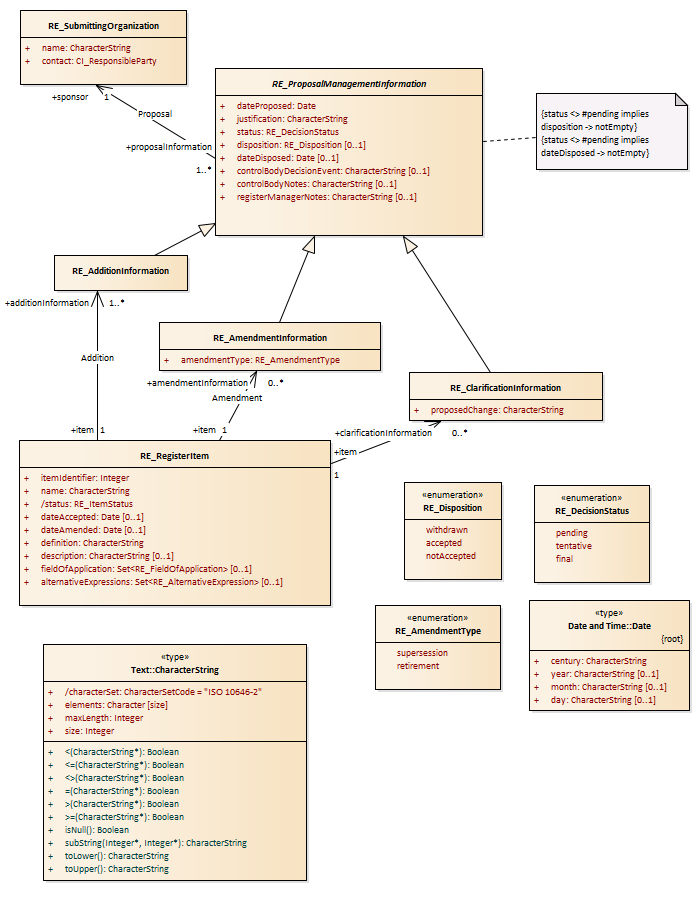 RE_SubmittingOrganization
+ name: CharacterString
+ contact: CI_ResponsibleParty
+sponsor 1
Proposal
+proposalInformation
1..*
RE_ProposalManagementInformation
+ dateProposed: Date
+ justification: CharacterString
+ status: RE_DecisionStatus
+ disposition: RE_Disposition [0..1]
+ dateDisposed: Date [0..1]
+ controlBodyDecisionEvent: CharacterString [0..1]
+ controlBodyNotes: CharacterString [0..1]
+ registerManagerNotes: CharacterString [0..1]
{status <> #pending implies
disposition -> notEmpty}
{status <> #pending implies
dateDisposed -> notEmpty}
RE_AdditionInformation
+additionInformation 1..*
Addition
+item 1
RE_AmendmentInformation
+ amendmentType: RE_AmendmentType
+amendmentInformation 0..*
Amendment
+item 1
RE_ClarificationInformation
+ proposedChange: CharacterString
+clarificationInformation 0..*
+item
1
RE_RegisterItem
+ itemIdentifier: Integer
+ name: CharacterString
+ /status: RE_ItemStatus
+ dateAccepted: Date [0..1]
+ dateAmended: Date [0..1]
+ definition: CharacterString
+ description: CharacterString [0..1]
+ fieldOfApplication: Set<RE_FieldOfApplication> [0..1]
+ alternativeExpressions: Set<RE_AlternativeExpression> [0..1]
«enumeration»
RE_Disposition
withdrawn
accepted
notAccepted
«enumeration»
RE_DecisionStatus
pending
tentative
final
«enumeration»
RE_AmendmentType
supersession
retirement
«type»
Date and Time::Date
{root}
+ century: CharacterString
+ year: CharacterString [0..1]
+ month: CharacterString [0..1]
+ day: CharacterString [0..1]
«type»
Text::CharacterString
+ /characterSet: CharacterSetCode = "ISO 10646-2"
+ elements: Character [size]
+ maxLength: Integer
+ size: Integer
+ <(CharacterString*): Boolean
+ <=(CharacterString*): Boolean
+ <>(CharacterString*): Boolean
+ =(CharacterString*): Boolean
+ >(CharacterString*): Boolean
+ >=(CharacterString*): Boolean
+ isNull(): Boolean
+ subString(Integer*, Integer*): CharacterString
+ toLower(): CharacterString
+ toUpper(): CharacterString